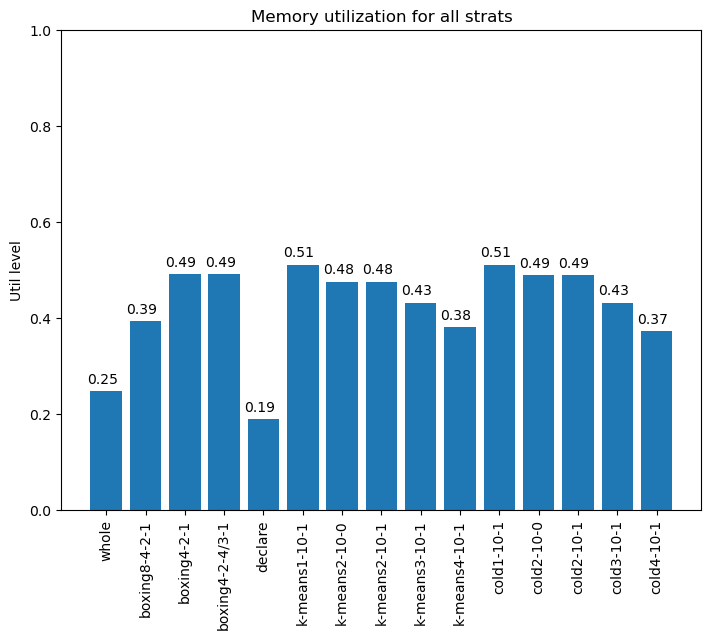 Memory utilization for all strats
Util level
1.0
0.8
0.6
0.4
0.2
0.0
0.25
0.39
0.49
0.49
0.19
0.51
0.48
0.48
0.43
0.38
0.51
0.49
0.49
0.43
0.37
whole
boxing8-4-2-1
boxing4-2-1
boxing4-2-4/3-1
declare
k-means1-10-1
k-means2-10-0
k-means2-10-1
k-means3-10-1
k-means4-10-1
cold1-10-1
cold2-10-0
cold2-10-1
cold3-10-1
cold4-10-1